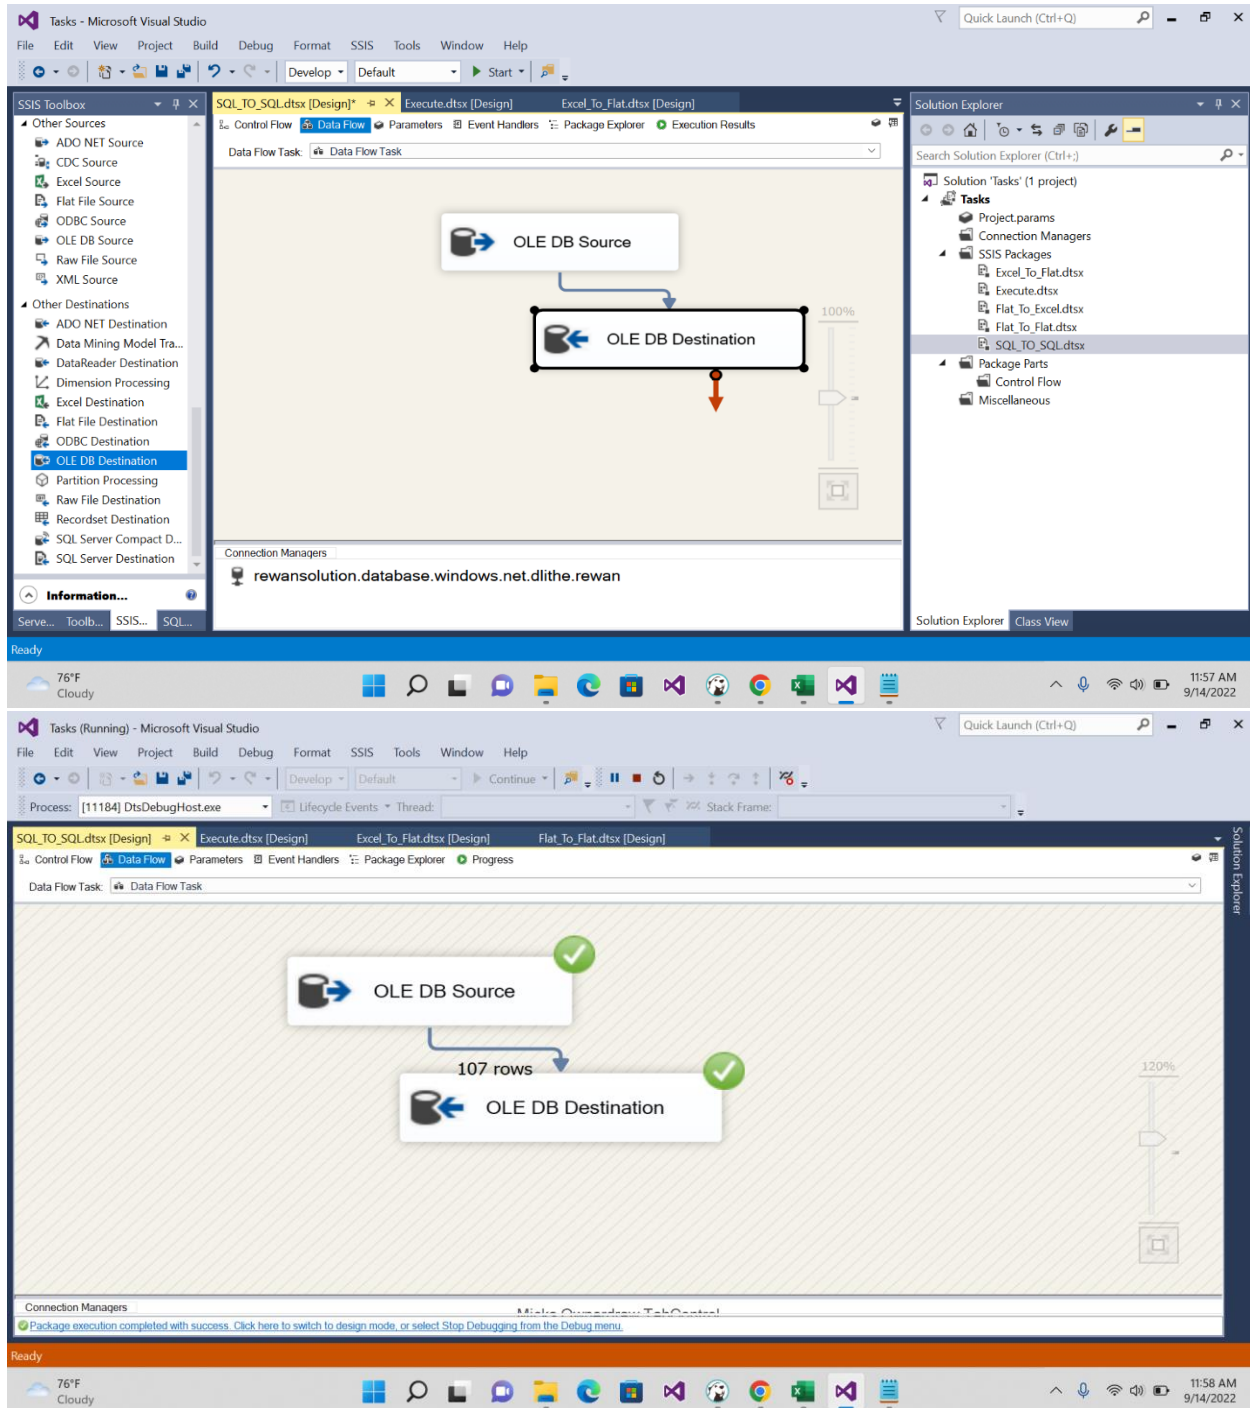 Tasks - Microsoft Visual Studio
Quick Launch (Ctrl+Q)
File Edit View Project Build Debug Format SSIS Tools Window Help
Develop Default Start
SSIS Toolbox
Other Sources
ADO NET Source
CDC Source
Excel Source
Flat File Source
ODBC Source
OLE DB Source
Raw File Source
XML Source
Other Destinations
ADO NET Destination
Data Mining Model Tra...
DataReader Destination
Dimension Processing
Excel Destination
Flat File Destination
ODBC Destination
OLE DB Destination
Partition Processing
Raw File Destination
Recordset Destination
SQL Server Compact D...
SQL Server Destination
Information...
Serve... Toolb... SSIS... SQL...
SQL_TO_SQL.dtsx [Design]* Execute.dtsx [Design] Excel_To_Flat.dtsx [Design]
Control Flow Data Flow Parameters Event Handlers Package Explorer Execution Results
Data Flow Task: Data Flow Task
OLE DB Source
OLE DB Destination
100%
Connection Managers
rewansolution.database.windows.net.dlithe.rewan
Solution Explorer
Search Solution Explorer (Ctrl+;)
Solution 'Tasks' (1 project)
Tasks
Project.params
Connection Managers
SSIS Packages
Excel_To_Flat.dtsx
Execute.dtsx
Flat_To_Excel.dtsx
Flat_To_Flat.dtsx
SQL_TO_SQL.dtsx
Package Parts
Control Flow
Miscellaneous
Solution Explorer Class View
Ready
76°F
Cloudy
11:57 AM
9/14/2022
Tasks (Running) - Microsoft Visual Studio
Quick Launch (Ctrl+Q)
File Edit View Project Build Debug Format SSIS Tools Window Help
Develop Default Continue
Process: [11184] DtsDebugHost.exe Lifecycle Events Thread: Stack Frame:
SQL_TO_SQL.dtsx [Design] Execute.dtsx [Design] Excel_To_Flat.dtsx [Design] Flat_To_Flat.dtsx [Design]
Solution Explorer
Control Flow Data Flow Parameters Event Handlers Package Explorer Progress
Data Flow Task: Data Flow Task
OLE DB Source
107 rows
OLE DB Destination
120%
Connection Managers
Micks Ownerdraw TabControl
Package execution completed with success. Click here to switch to design mode, or select Stop Debugging from the Debug menu.
Ready
76°F
Cloudy
11:58 AM
9/14/2022